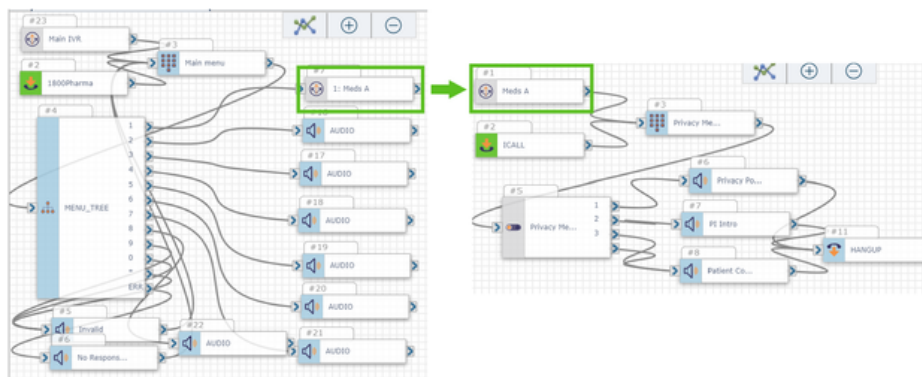 #23
Main IVR
#2
1800Pharma
#3
Main menu
#4
MENU_TREE
1
2
3
4
5
6
7
8
9
0
ERR
#7
1: Meds A
AUDIO
#17
AUDIO
#18
AUDIO
#19
AUDIO
#20
AUDIO
#21
AUDIO
#5
Invalid
#6
No Respons...
#22
AUDIO
#1
Meds A
#2
ICALL
#3
Privacy Me...
#5
Privacy Me...
1
2
3
#6
Privacy Po...
#7
PI Intro
#8
Patient Co...
#11
HANGUP